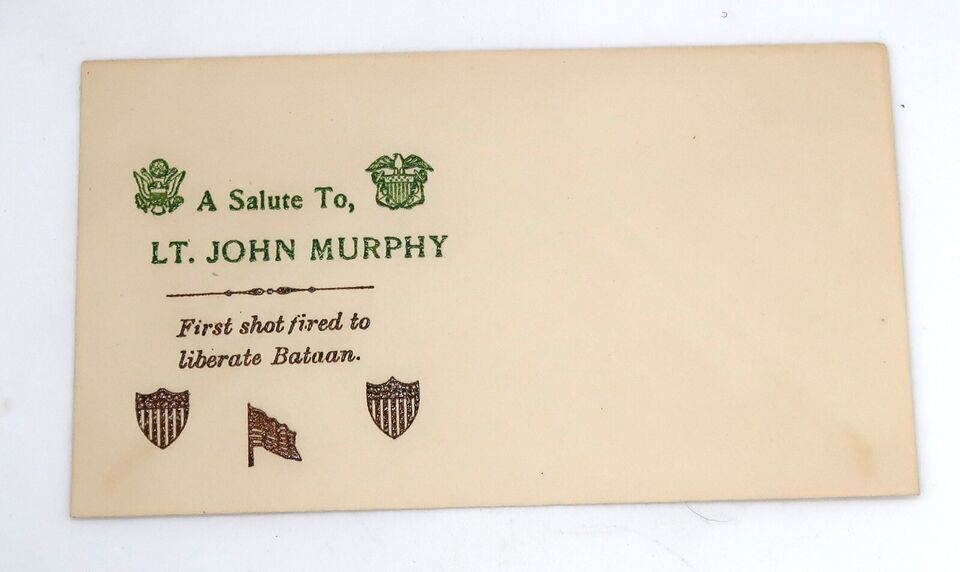 A Salute To,
LT. JOHN MURPHY
First shot fired to
liberate Bataan.